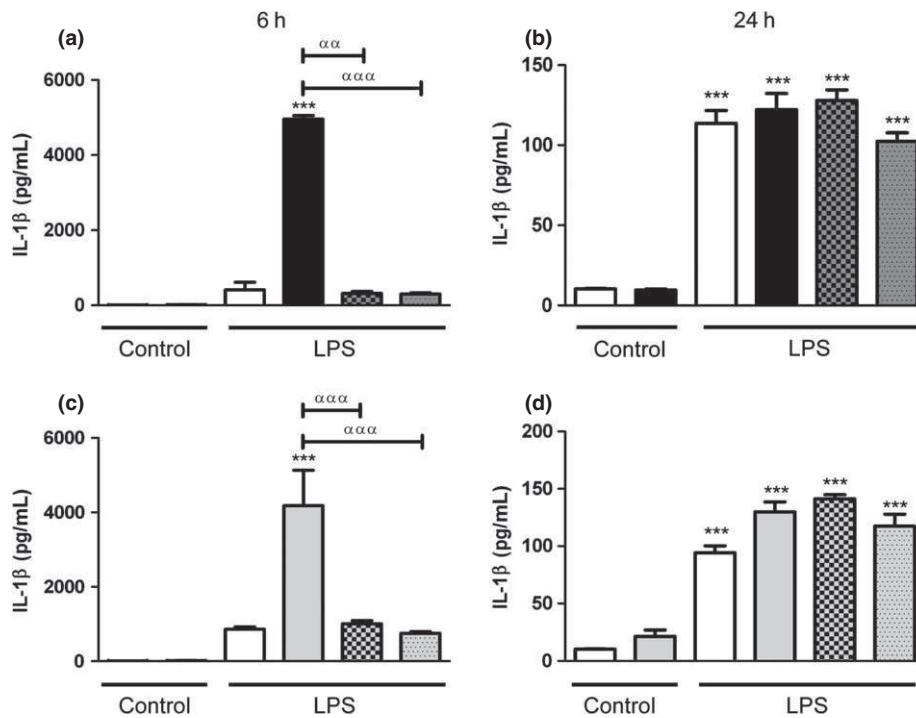 6 h
24 h
(a)
αα
ααα
***
6000
4000
2000
0
IL-1β (pg/mL)
Control
LPS
(b)
***
***
***
***
150
100
50
0
IL-1β (pg/mL)
Control
LPS
(c)
ααα
ααα
***
6000
4000
2000
0
IL-1β (pg/mL)
Control
LPS
(d)
***
***
***
***
200
150
100
50
0
IL-1β (pg/mL)
Control
LPS